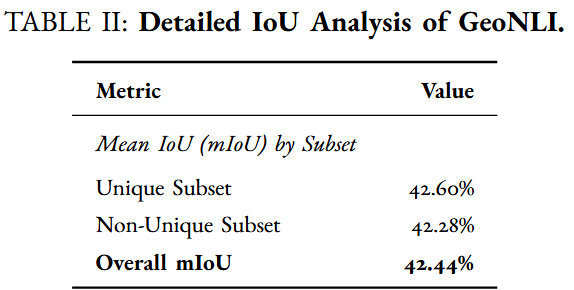 TABLE II: Detailed IoU Analysis of GeoNLI.
Metric Value
Mean IoU (mIoU) by Subset
Unique Subset 42.60%
Non-Unique Subset 42.28%
Overall mIoU 42.44%